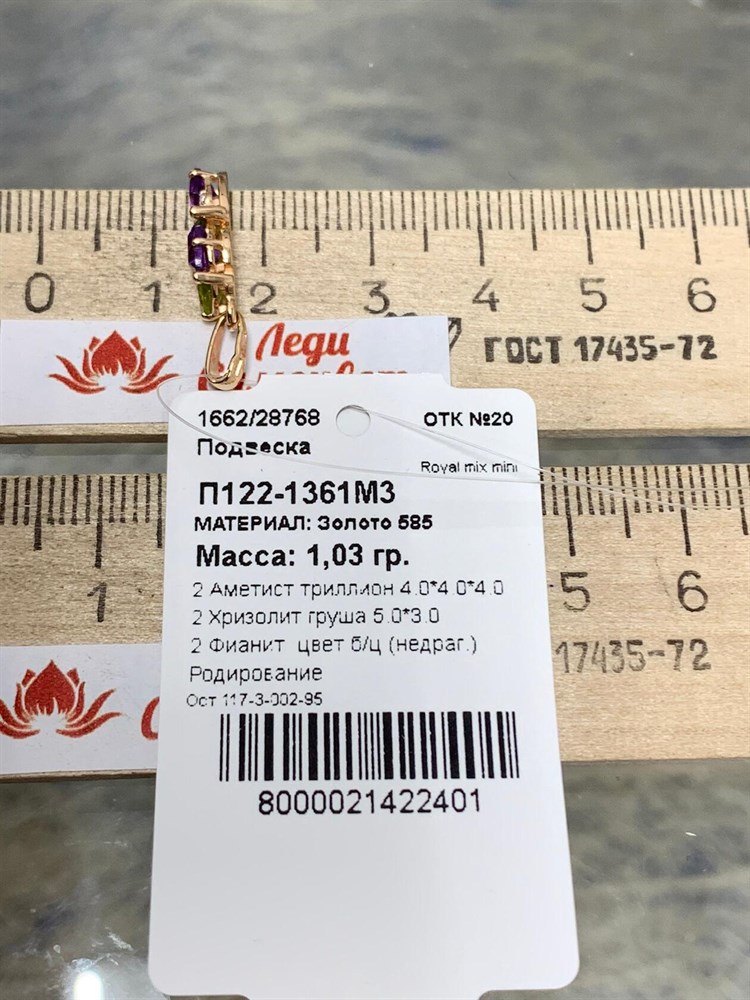 0 1 2 3 4 5 6
Леди
ГОСТ 17435-72
1662/28768 ОТК №20
Подвеска
Royal mix mini
П122-1361М3
МАТЕРИАЛ: Золото 585
Масса: 1,03 гр.
2 Аметист триллион 4.0*4.0*4.0
2 Хризолит груша 5.0*3.0
2 Фианит цвет б/ц (недраг.)
Родирование
Ост 117-3-002-95
8000021422401
1 5 6
17435-72